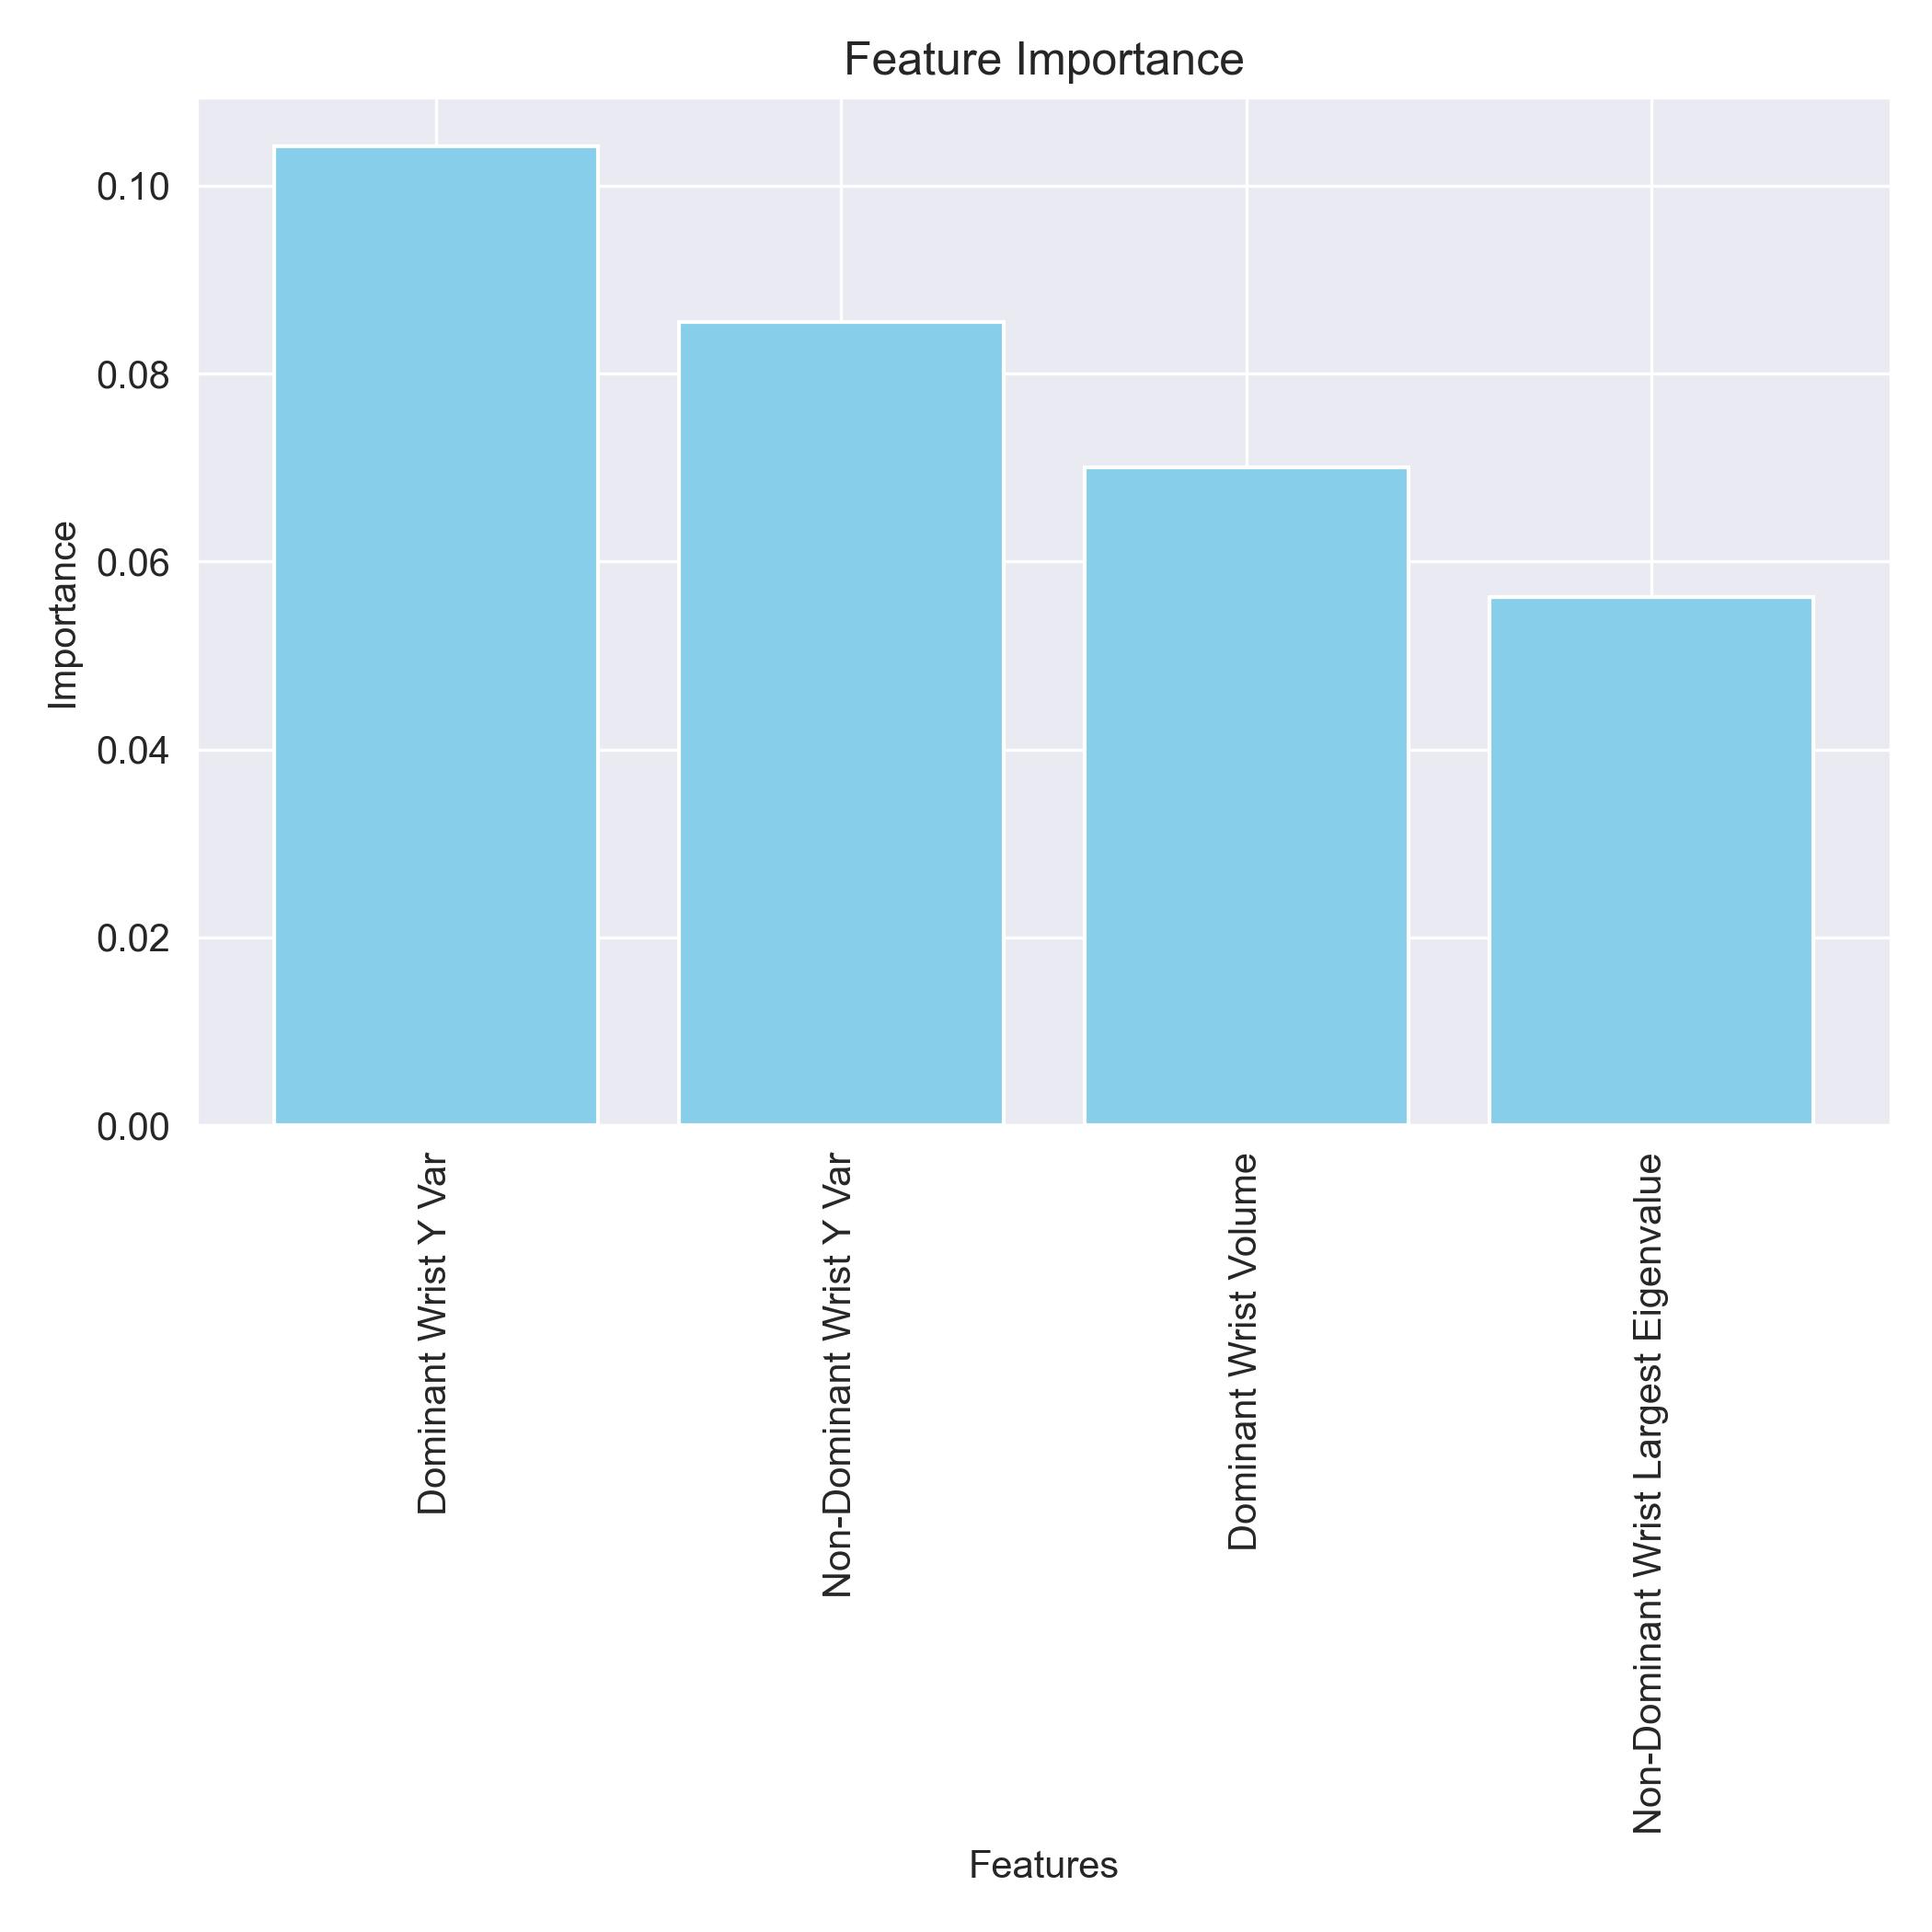 Feature Importance
Importance
0.10
0.08
0.06
0.04
0.02
0.00
Dominant Wrist Y Var
Non-Dominant Wrist Y Var
Dominant Wrist Volume
Non-Dominant Wrist Largest Eigenvalue
Features